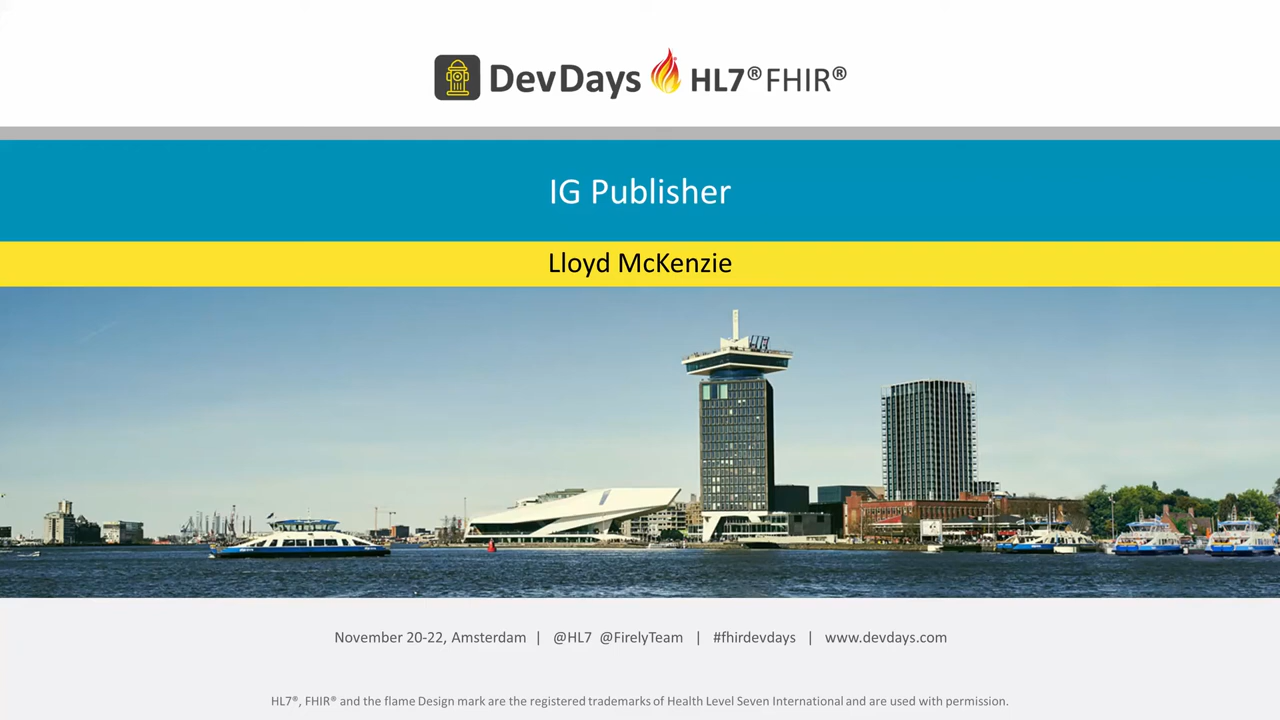 DevDays HL7® FHIR®
IG Publisher
Lloyd McKenzie
November 20-22, Amsterdam | @HL7 @FirelyTeam | #fhirdevdays | www.devdays.com
HL7®, FHIR® and the flame Design mark are the registered trademarks of Health Level Seven International and are used with permission.